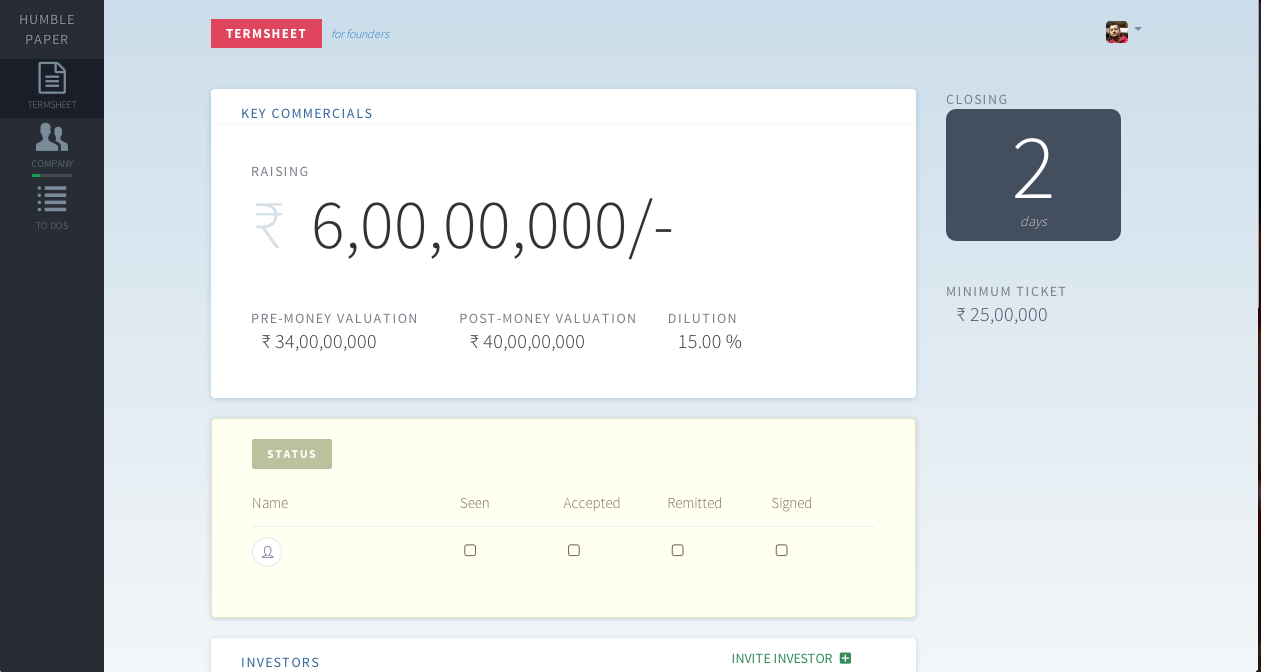 HUMBLE
PAPER
TERMSHEET
COMPANY
TO DOS
TERMSHEET for founders
KEY COMMERCIALS
RAISING
₹ 6,00,00,000/-
PRE-MONEY VALUATION POST-MONEY VALUATION DILUTION
₹ 34,00,00,000 ₹ 40,00,00,000 15.00 %
CLOSING
2
days
MINIMUM TICKET
₹ 25,00,000
STATUS
Name Seen Accepted Remitted Signed
INVESTORS INVITE INVESTOR